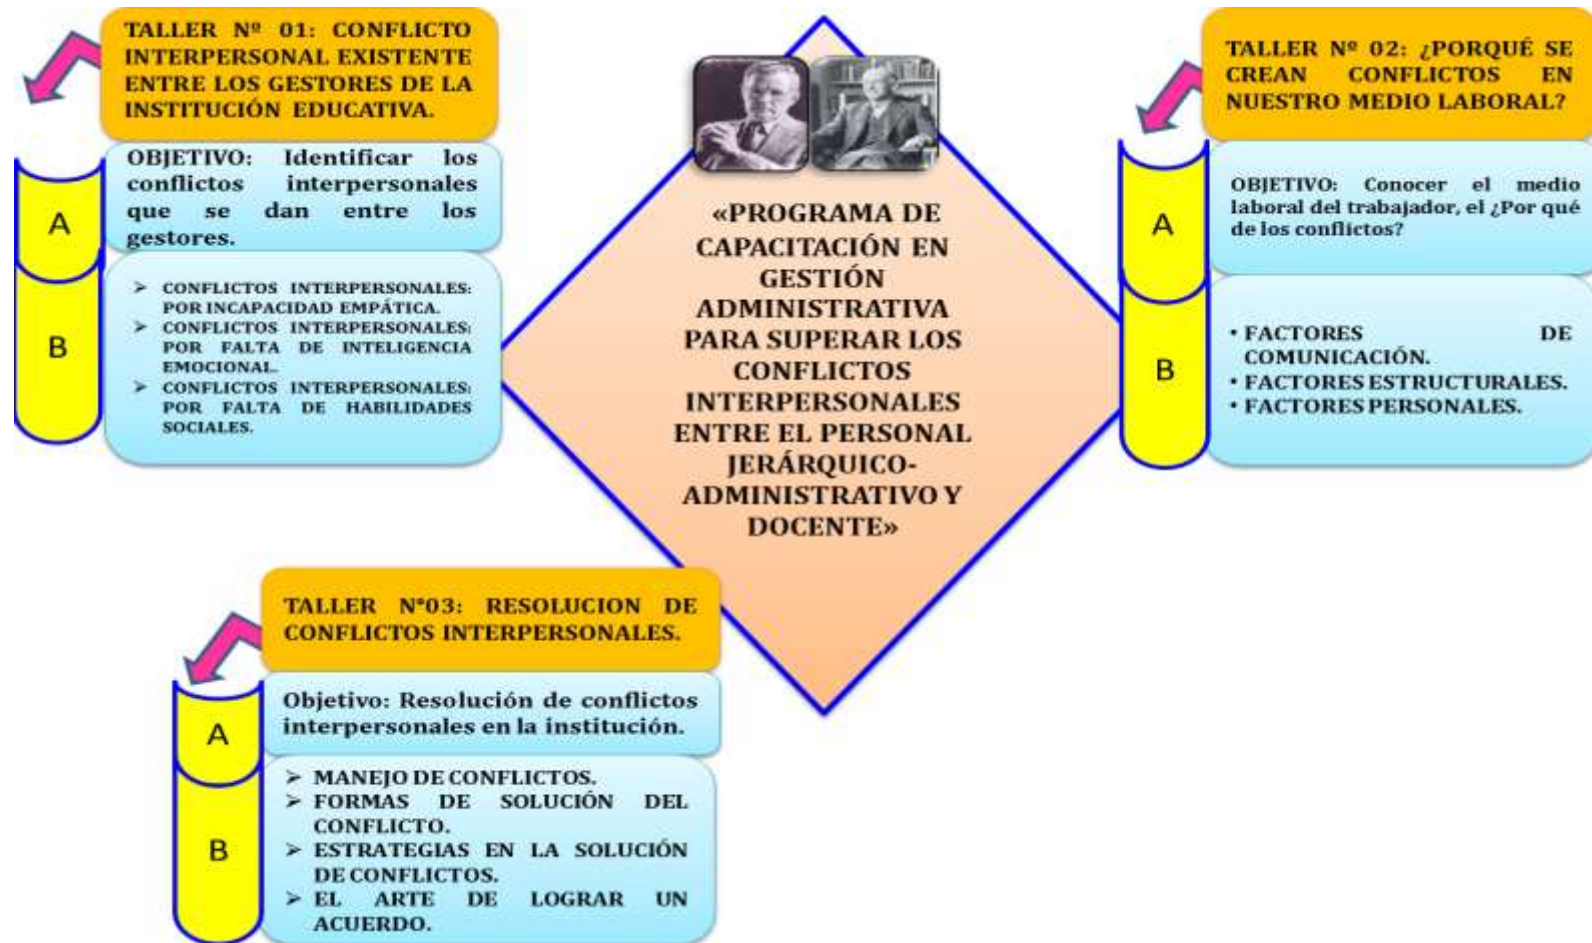 TALLER Nº 01: CONFLICTO
INTERPERSONAL EXISTENTE
ENTRE LOS GESTORES DE LA
INSTITUCIÓN EDUCATIVA.
A
OBJETIVO: Identificar los
conflictos interpersonales
que se dan entre los
gestores.
B
➢ CONFLICTOS INTERPERSONALES:
POR INCAPACIDAD EMPÁTICA.
➢ CONFLICTOS INTERPERSONALES:
POR FALTA DE INTELIGENCIA
EMOCIONAL.
➢ CONFLICTOS INTERPERSONALES:
POR FALTA DE HABILIDADES
SOCIALES.
«PROGRAMA DE
CAPACITACIÓN EN
GESTIÓN
ADMINISTRATIVA
PARA SUPERAR LOS
CONFLICTOS
INTERPERSONALES
ENTRE EL PERSONAL
JERÁRQUICO-
ADMINISTRATIVO Y
DOCENTE»
TALLER Nº 02: ¿PORQUÉ SE
CREAN CONFLICTOS EN
NUESTRO MEDIO LABORAL?
A
OBJETIVO: Conocer el medio
laboral del trabajador, el ¿Por qué
de los conflictos?
B
• FACTORES DE
COMUNICACIÓN.
• FACTORES ESTRUCTURALES.
• FACTORES PERSONALES.
TALLER N°03: RESOLUCION DE
CONFLICTOS INTERPERSONALES.
A
Objetivo: Resolución de conflictos
interpersonales en la institución.
B
➢ MANEJO DE CONFLICTOS.
➢ FORMAS DE SOLUCIÓN DEL
CONFLICTO.
➢ ESTRATEGIAS EN LA SOLUCIÓN
DE CONFLICTOS.
➢ EL ARTE DE LOGRAR UN
ACUERDO.